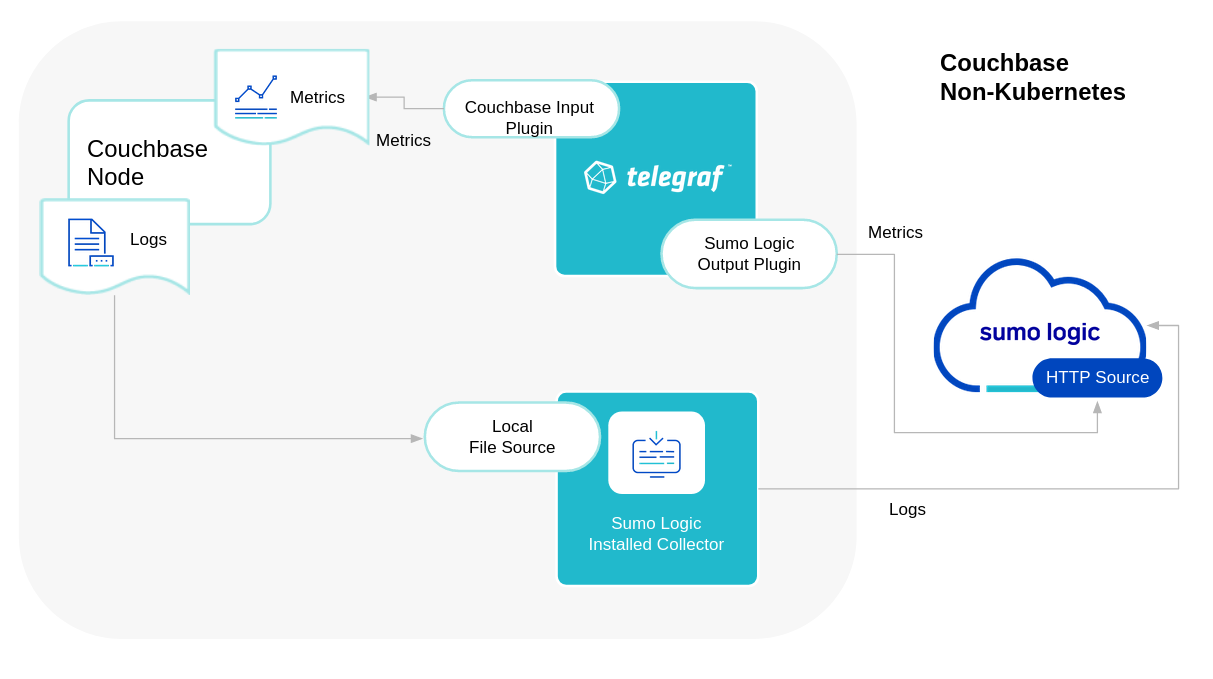 Couchbase
Non-Kubernetes
Metrics
Couchbase
Node
Logs
Metrics
Couchbase Input
Plugin
telegraf™
Sumo Logic
Output Plugin
Metrics
sumo logic
HTTP Source
Local
File Source
Sumo Logic
Installed Collector
Logs